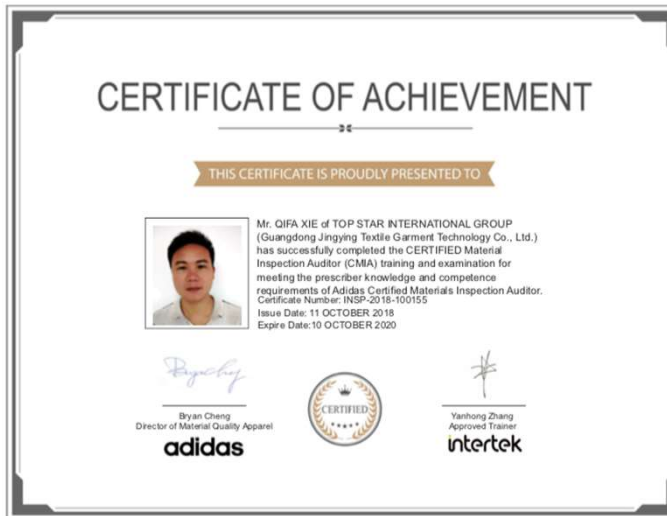 CERTIFICATE OF ACHIEVEMENT
THIS CERTIFICATE IS PROUDLY PRESENTED TO
Mr. QIFA XIE of TOP STAR INTERNATIONAL GROUP
(Guangdong Jingying Textile Garment Technology Co., Ltd.)
has successfully completed the CERTIFIED Material
Inspection Auditor (CMIA) training and examination for
meeting the prescriber knowledge and competence
requirements of Adidas Certified Materials Inspection Auditor.
Certificate Number: INSP-2018-100155
Issue Date: 11 OCTOBER 2018
Expire Date:10 OCTOBER 2020
CERTIFIED
Bryan Cheng
Director of Material Quality Apparel
adidas
Yanhong Zhang
Approved Trainer
intertek